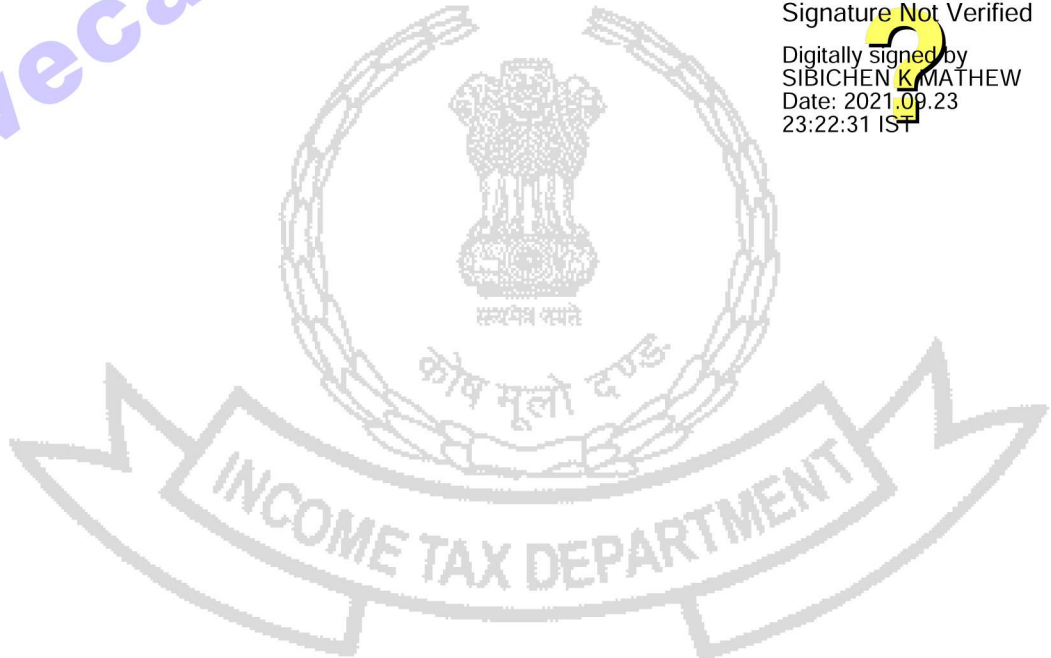 Signature Not Verified
Digitally signed by
SIBICHEN K MATHEW
Date: 2021.09.23
23:22:31 IST
?
सत्यमेव जयते
कोष मूलो दण्ड
INCOME TAX DEPARTMENT